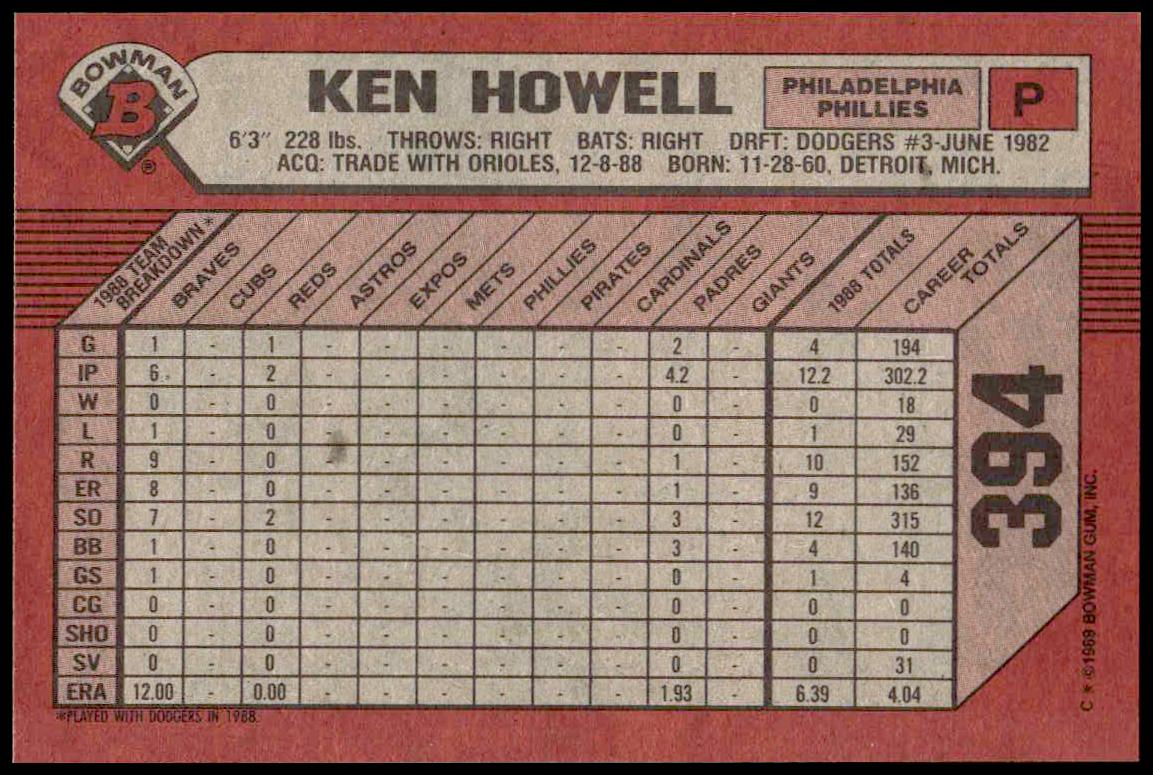 BOWMAN
B
®
KEN HOWELL
PHILADELPHIA
PHILLIES
P
6'3" 228 lbs. THROWS: RIGHT BATS: RIGHT DRFT: DODGERS #3-JUNE 1982
ACQ: TRADE WITH ORIOLES, 12-8-88 BORN: 11-28-60, DETROIT, MICH.
1988 TEAM
BREAKDOWN*
BRAVES
CUBS
REDS
ASTROS
EXPOS
METS
PHILLIES
PIRATES
CARDINALS
PADRES
GIANTS
1988 TOTALS
CAREER
TOTALS
G 1 - 1 - - - - - - 2 - 4 194
IP 6 - 2 - - - - - - 4.2 - 12.2 302.2
W 0 - 0 - - - - - - 0 - 0 18
L 1 - 0 - - - - - - 0 - 1 29
R 9 - 0 - - - - - - 1 - 10 152
ER 8 - 0 - - - - - - 1 - 9 136
SO 7 - 2 - - - - - - 3 - 12 315
BB 1 - 0 - - - - - - 3 - 4 140
GS 1 - 0 - - - - - - 0 - 1 4
CG 0 - 0 - - - - - - 0 - 0 0
SHO 0 - 0 - - - - - - 0 - 0 0
SV 0 - 0 - - - - - - 0 - 0 31
ERA 12.00 - 0.00 - - - - - - 1.93 - 6.39 4.04
*PLAYED WITH DODGERS IN 1988.
394
C * ©1989 BOWMAN GUM, INC.